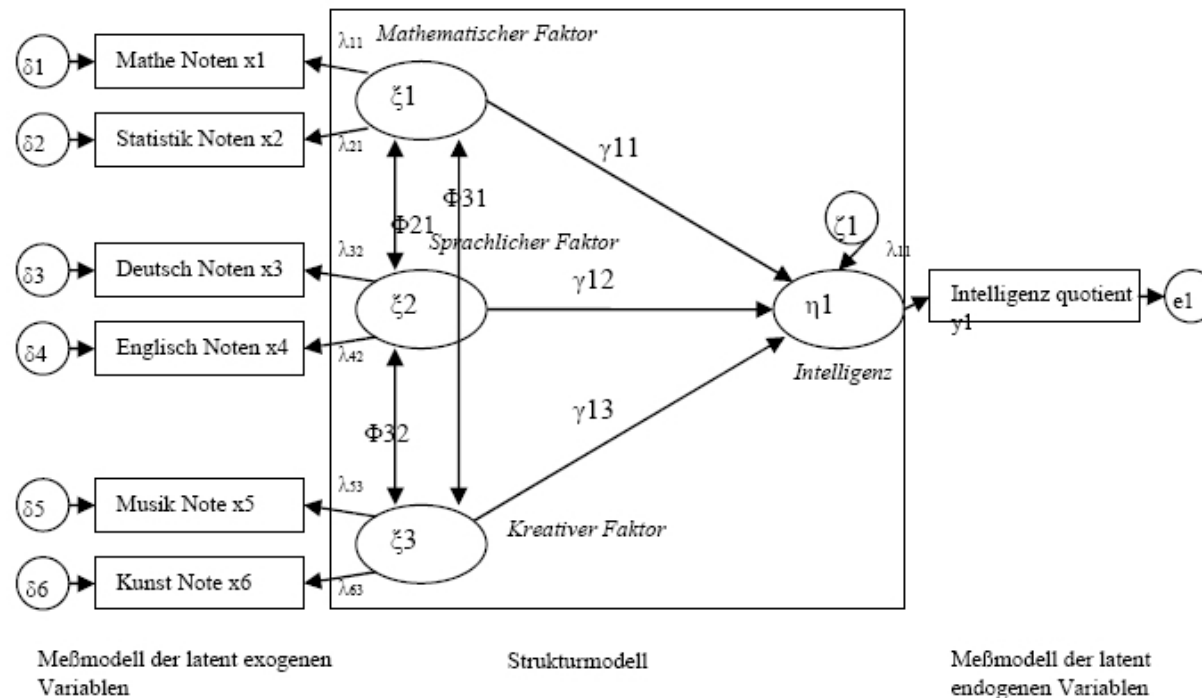 Mathematischer Faktor
λ11
δ1
Mathe Noten x1
ξ1
δ2
Statistik Noten x2
λ21
γ11
Φ31
Φ21
ζ1
Sprachlicher Faktor
λ32
λ11
δ3
Deutsch Noten x3
γ12
ξ2
η1
Intelligenz quotient
y1
e1
δ4
Englisch Noten x4
λ42
Intelligenz
γ13
Φ32
λ53
δ5
Musik Note x5
Kreativer Faktor
ξ3
δ6
Kunst Note x6
λ63
Meßmodell der latent exogenen
Variablen
Strukturmodell
Meßmodell der latent
endogenen Variablen